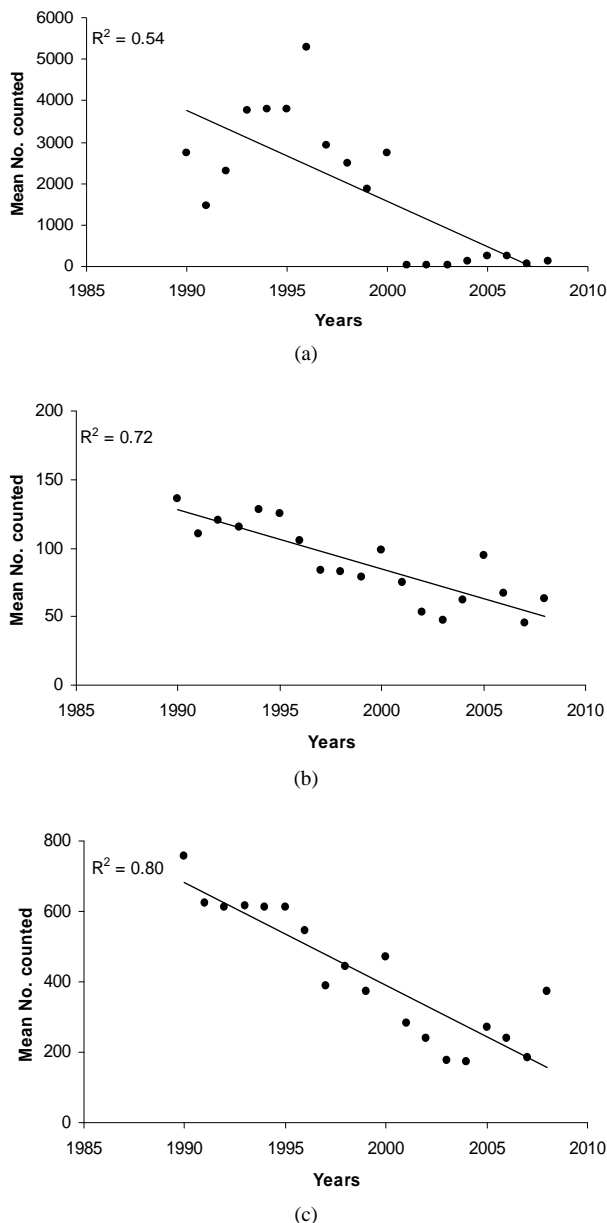 R² = 0.54
6000
5000
4000
3000
2000
1000
0
Mean No. counted
1985 1990 1995 2000 2005 2010
Years
(a)
R² = 0.72
200
150
100
50
0
Mean No. counted
1985 1990 1995 2000 2005 2010
Years
(b)
R² = 0.80
800
600
400
200
0
Mean No. counted
1985 1990 1995 2000 2005 2010
Years
(c)